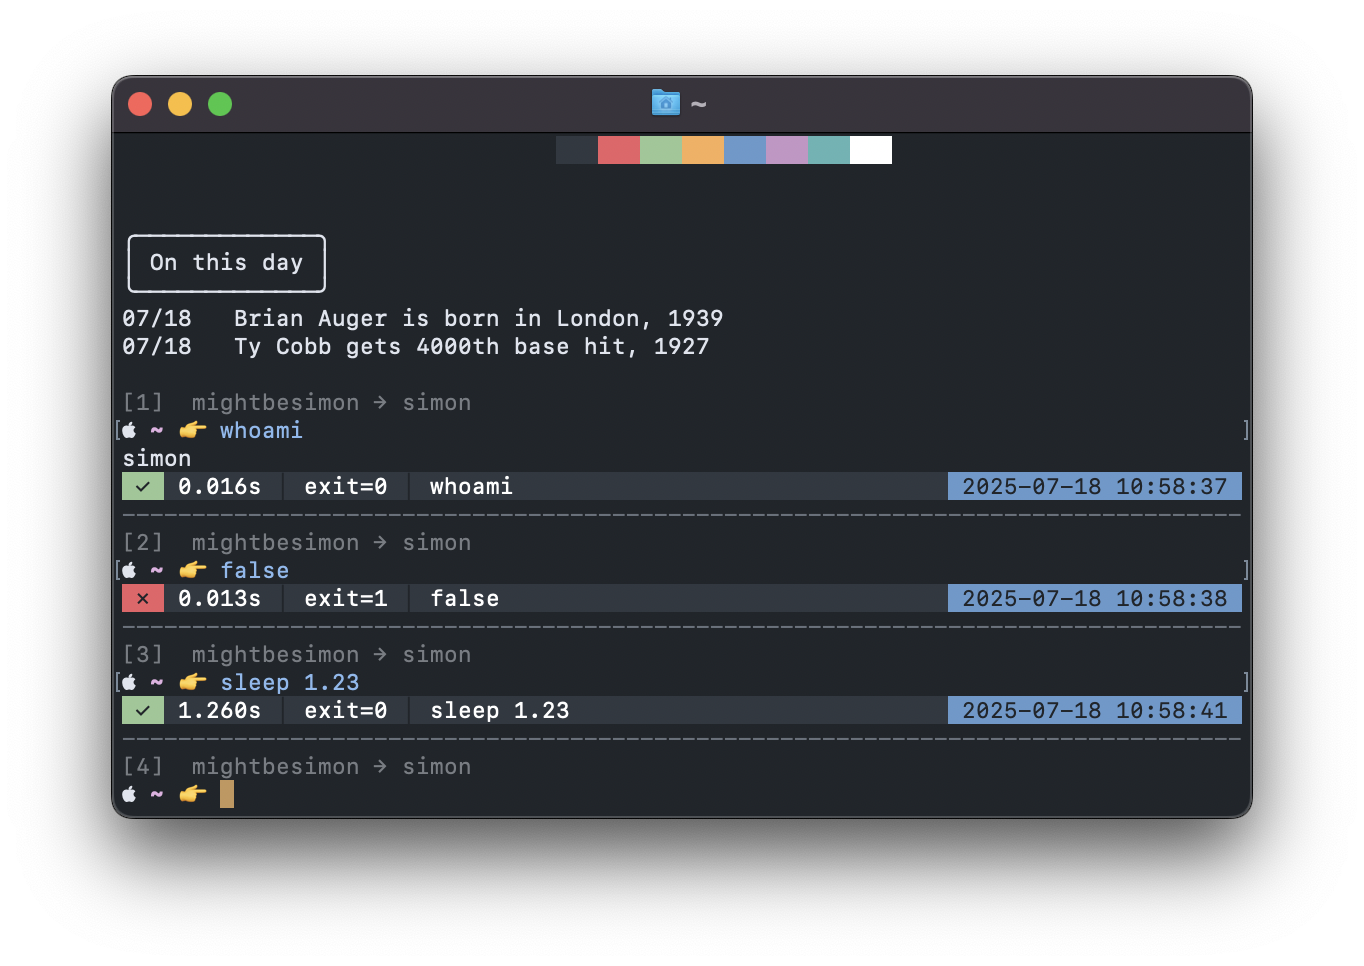 ~
On this day
07/18   Brian Auger is born in London, 1939
07/18   Ty Cobb gets 4000th base hit, 1927
[1]  mightbesimon → simon
[ ~ 👉 whoami ]
simon
✓ 0.016s │ exit=0 │ whoami 2025-07-18 10:58:37
[2]  mightbesimon → simon
[ ~ 👉 false ]
✗ 0.013s │ exit=1 │ false 2025-07-18 10:58:38
[3]  mightbesimon → simon
[ ~ 👉 sleep 1.23 ]
✓ 1.260s │ exit=0 │ sleep 1.23 2025-07-18 10:58:41
[4]  mightbesimon → simon
 ~ 👉